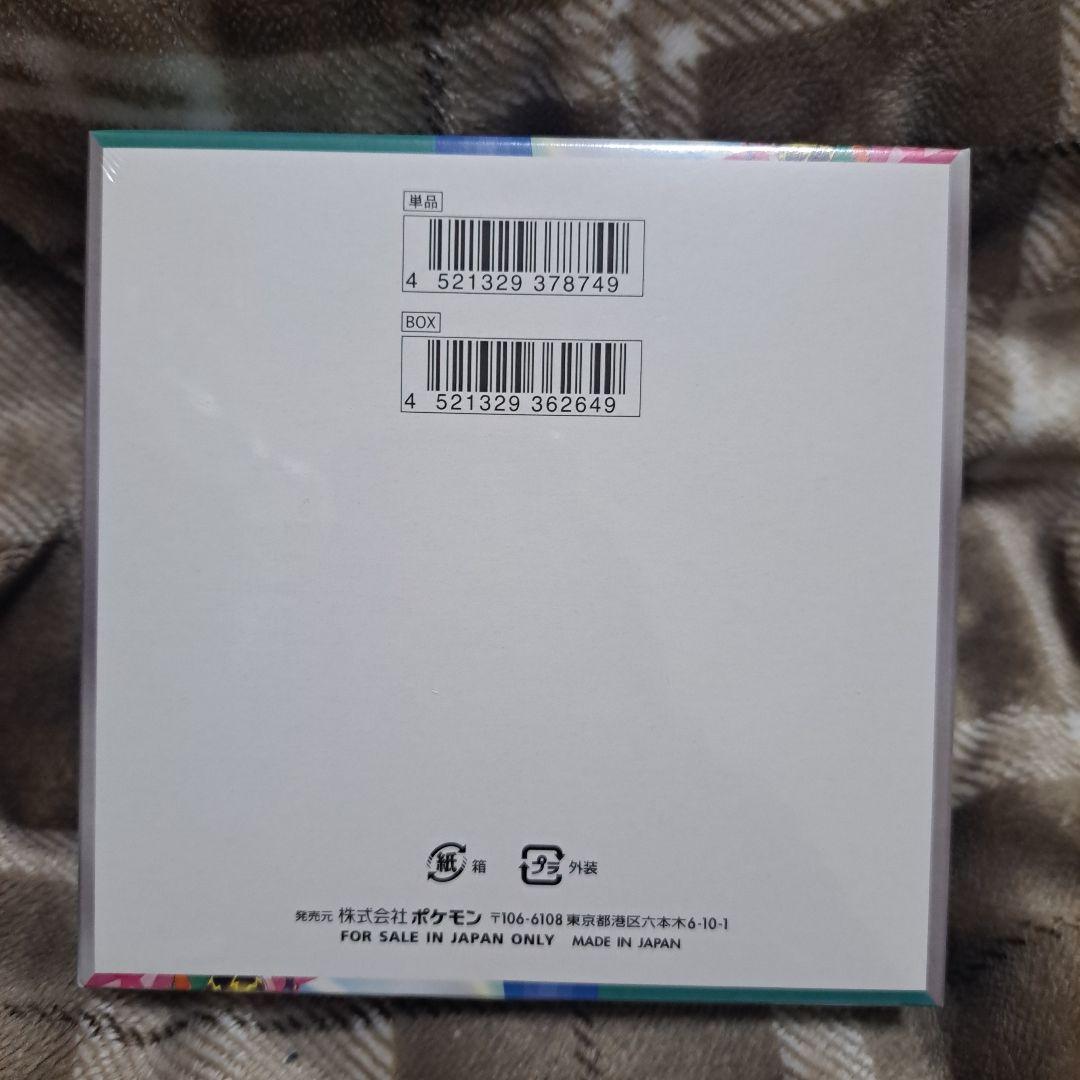 単品
4 521329 378749
BOX
4 521329 362649
紙 箱 プラ 外装
発売元 株式会社 ポケモン 〒106-6108 東京都港区六本木6-10-1
FOR SALE IN JAPAN ONLY MADE IN JAPAN